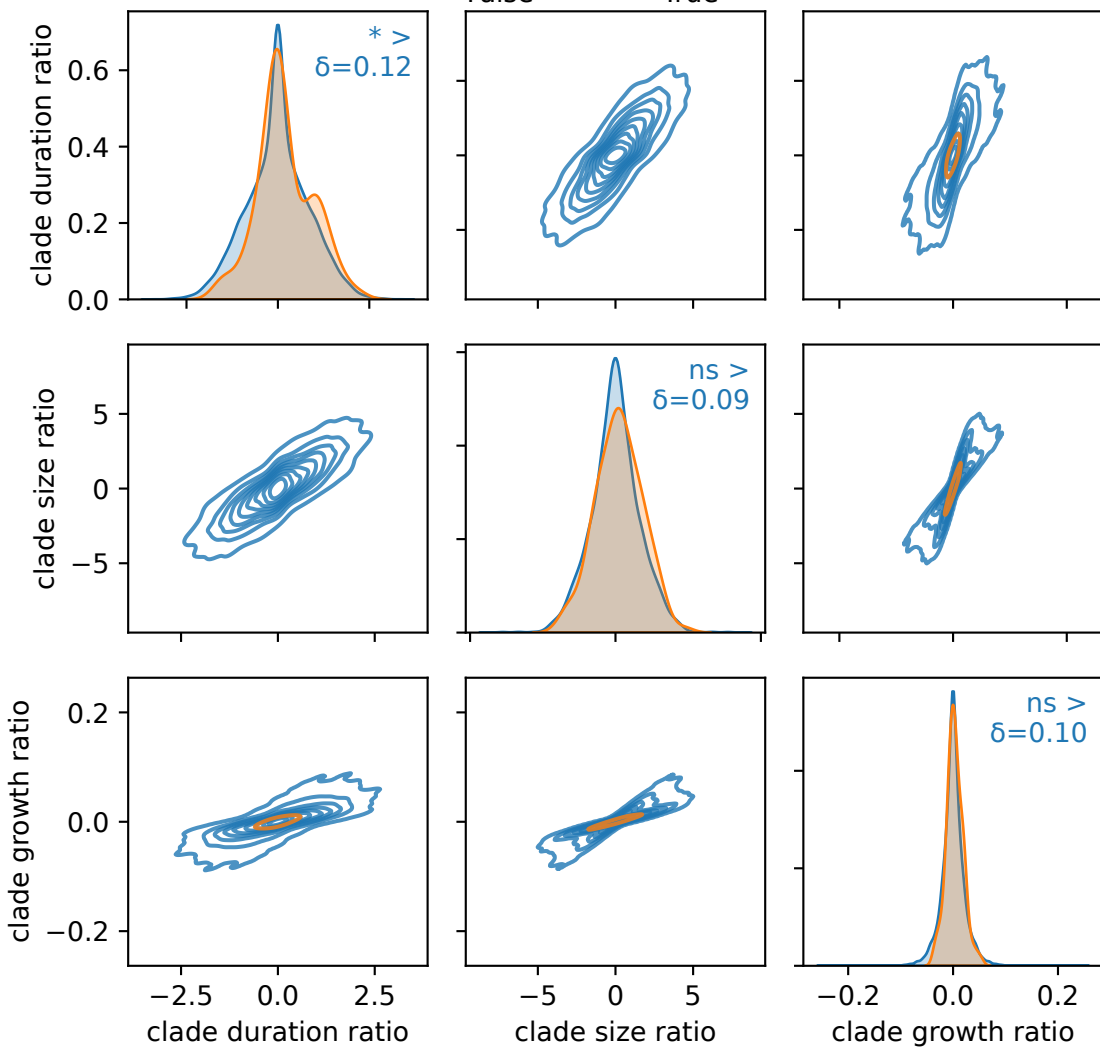 clade duration ratio
0.6
0.4
0.2
0.0
* >
δ=0.12
clade size ratio
5
0
−5
ns >
δ=0.09
clade growth ratio
0.2
0.0
−0.2
ns >
δ=0.10
−2.5 0.0 2.5
−5 0 5
−0.2 0.0 0.2
clade duration ratio
clade size ratio
clade growth ratio